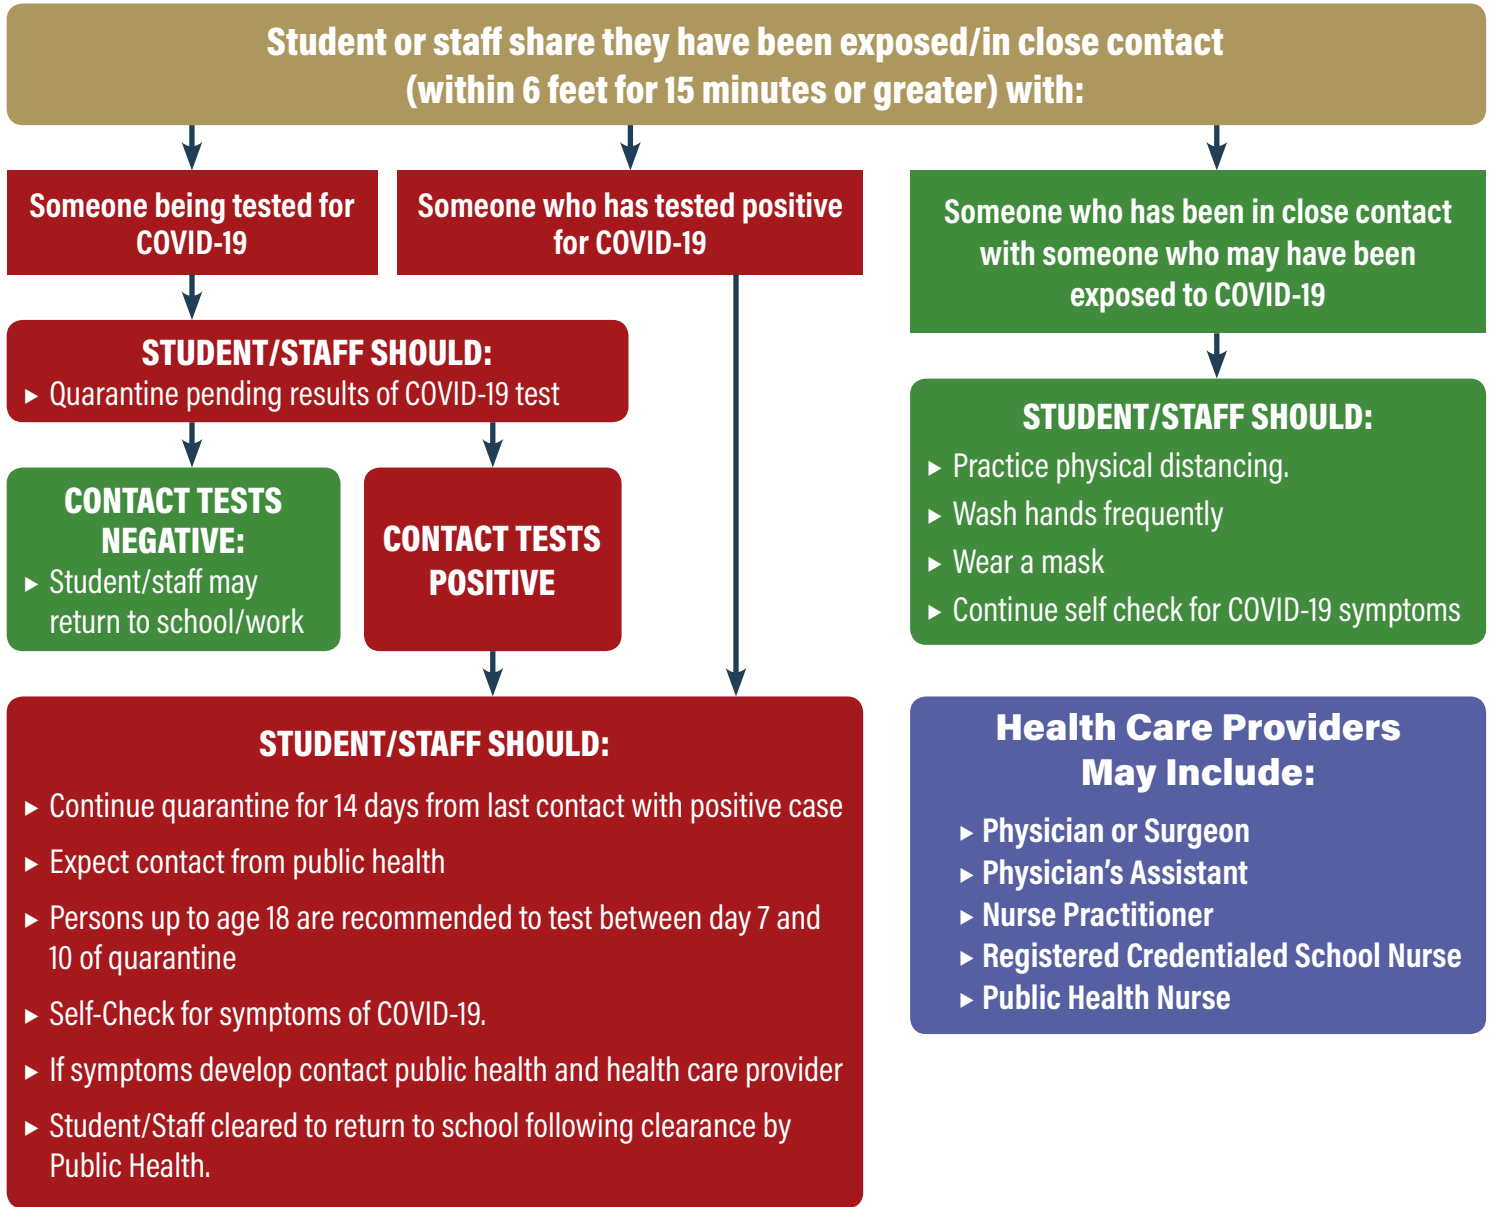 Student or staff share they have been exposed/in close contact
(within 6 feet for 15 minutes or greater) with:
Someone being tested for
COVID-19
Someone who has tested positive
for COVID-19
Someone who has been in close contact
with someone who may have been
exposed to COVID-19
STUDENT/STAFF SHOULD:
▸ Quarantine pending results of COVID-19 test
CONTACT TESTS
NEGATIVE:
▸ Student/staff may
return to school/work
CONTACT TESTS
POSITIVE
STUDENT/STAFF SHOULD:
▸ Practice physical distancing.
▸ Wash hands frequently
▸ Wear a mask
▸ Continue self check for COVID-19 symptoms
STUDENT/STAFF SHOULD:
▸ Continue quarantine for 14 days from last contact with positive case
▸ Expect contact from public health
▸ Persons up to age 18 are recommended to test between day 7 and
10 of quarantine
▸ Self-Check for symptoms of COVID-19.
▸ If symptoms develop contact public health and health care provider
▸ Student/Staff cleared to return to school following clearance by
Public Health.
Health Care Providers
May Include:
▸ Physician or Surgeon
▸ Physician’s Assistant
▸ Nurse Practitioner
▸ Registered Credentialed School Nurse
▸ Public Health Nurse